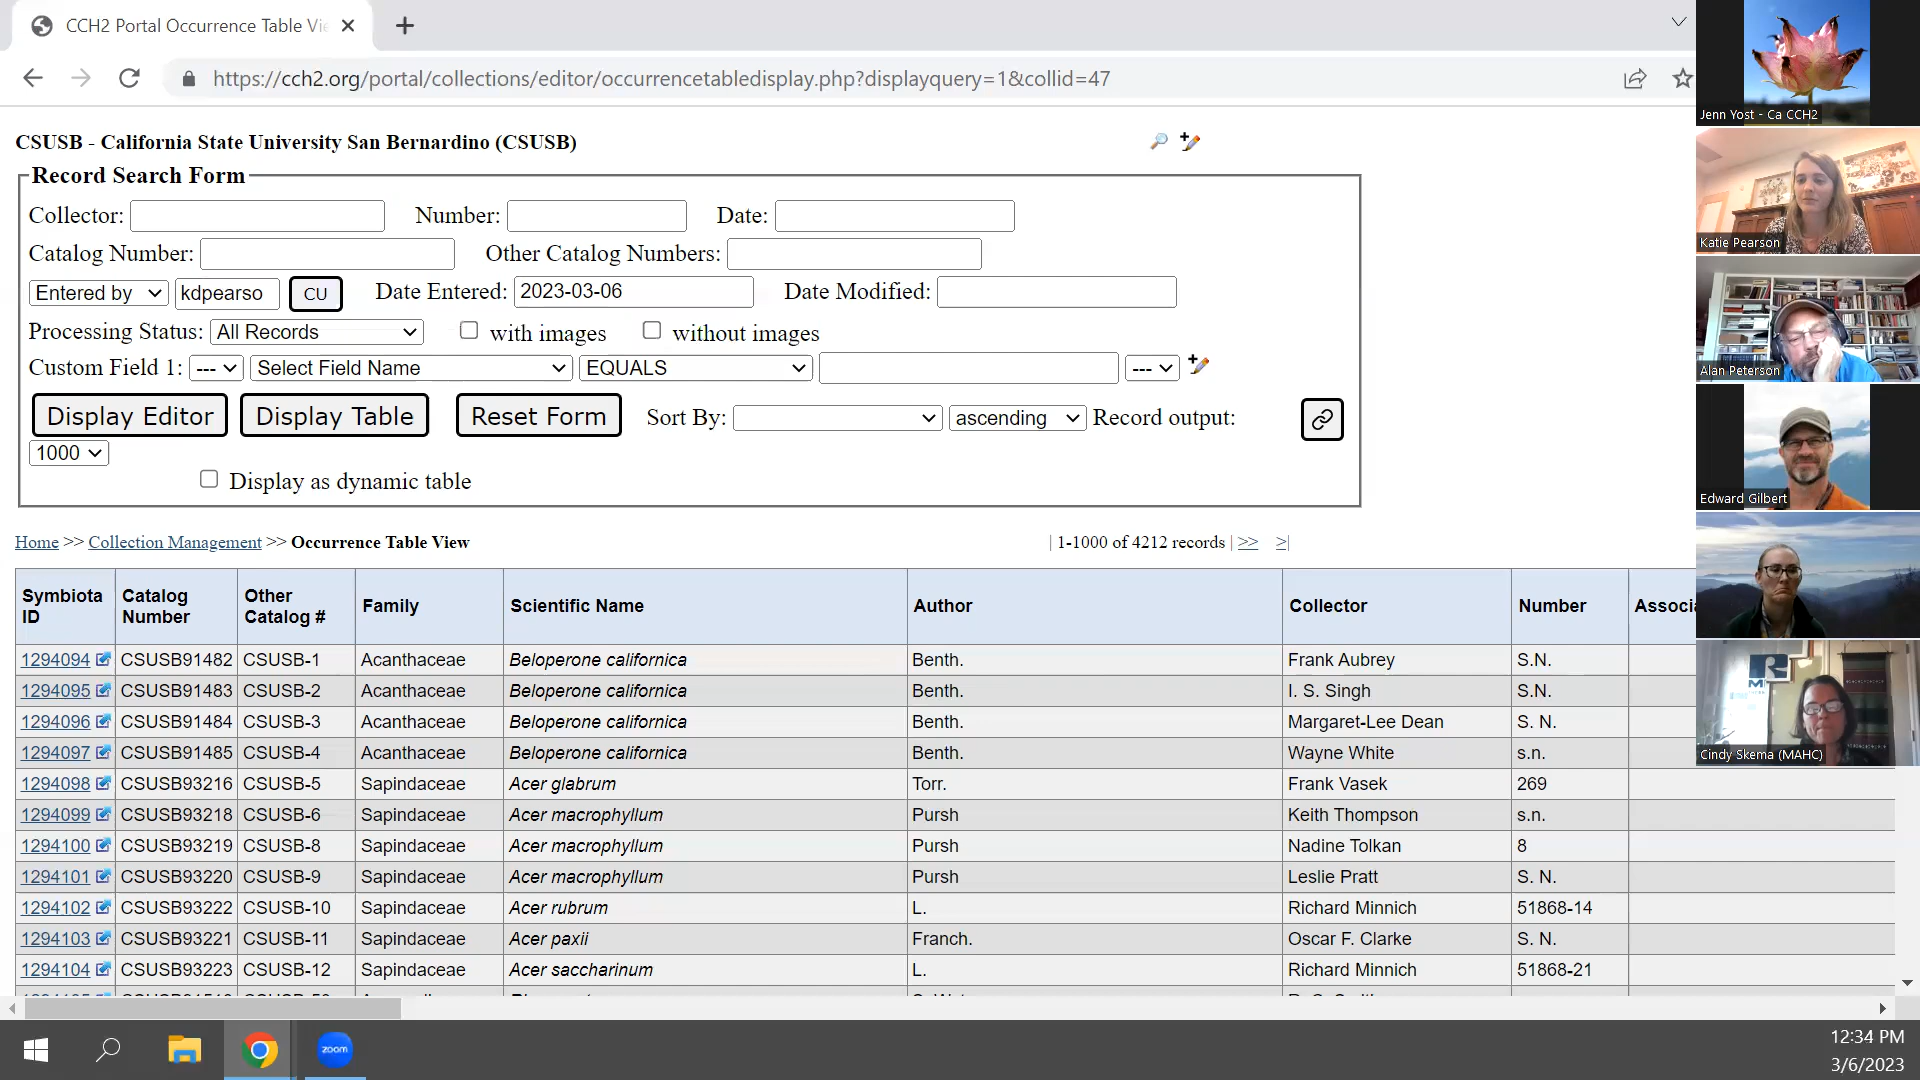 CCH2 Portal Occurrence Table Vie
https://cch2.org/portal/collections/editor/occurrencetabledisplay.php?displayquery=1&collid=47
CSUSB - California State University San Bernardino (CSUSB)
Record Search Form
Collector: Number: Date:
Catalog Number: Other Catalog Numbers:
Entered by kdpearso CU Date Entered: 2023-03-06 Date Modified:
Processing Status: All Records with images without images
Custom Field 1: --- Select Field Name EQUALS ---
Display Editor Display Table Reset Form Sort By: ascending Record output:
1000
Display as dynamic table
Home >> Collection Management >> Occurrence Table View | 1-1000 of 4212 records | >> >|
Symbiota ID Catalog Number Other Catalog # Family Scientific Name Author Collector Number Associa
1294094 CSUSB91482 CSUSB-1 Acanthaceae Beloperone californica Benth. Frank Aubrey S.N.
1294095 CSUSB91483 CSUSB-2 Acanthaceae Beloperone californica Benth. I. S. Singh S.N.
1294096 CSUSB91484 CSUSB-3 Acanthaceae Beloperone californica Benth. Margaret-Lee Dean S. N.
1294097 CSUSB91485 CSUSB-4 Acanthaceae Beloperone californica Benth. Wayne White s.n.
1294098 CSUSB93216 CSUSB-5 Sapindaceae Acer glabrum Torr. Frank Vasek 269
1294099 CSUSB93218 CSUSB-6 Sapindaceae Acer macrophyllum Pursh Keith Thompson s.n.
1294100 CSUSB93219 CSUSB-8 Sapindaceae Acer macrophyllum Pursh Nadine Tolkan 8
1294101 CSUSB93220 CSUSB-9 Sapindaceae Acer macrophyllum Pursh Leslie Pratt S. N.
1294102 CSUSB93222 CSUSB-10 Sapindaceae Acer rubrum L. Richard Minnich 51868-14
1294103 CSUSB93221 CSUSB-11 Sapindaceae Acer paxii Franch. Oscar F. Clarke S. N.
1294104 CSUSB93223 CSUSB-12 Sapindaceae Acer saccharinum L. Richard Minnich 51868-21
Jenn Yost - Ca CCH2
Katie Pearson
Alan Peterson
Edward Gilbert
Cindy Skema (MAHC)
zoom
12:34 PM
3/6/2023